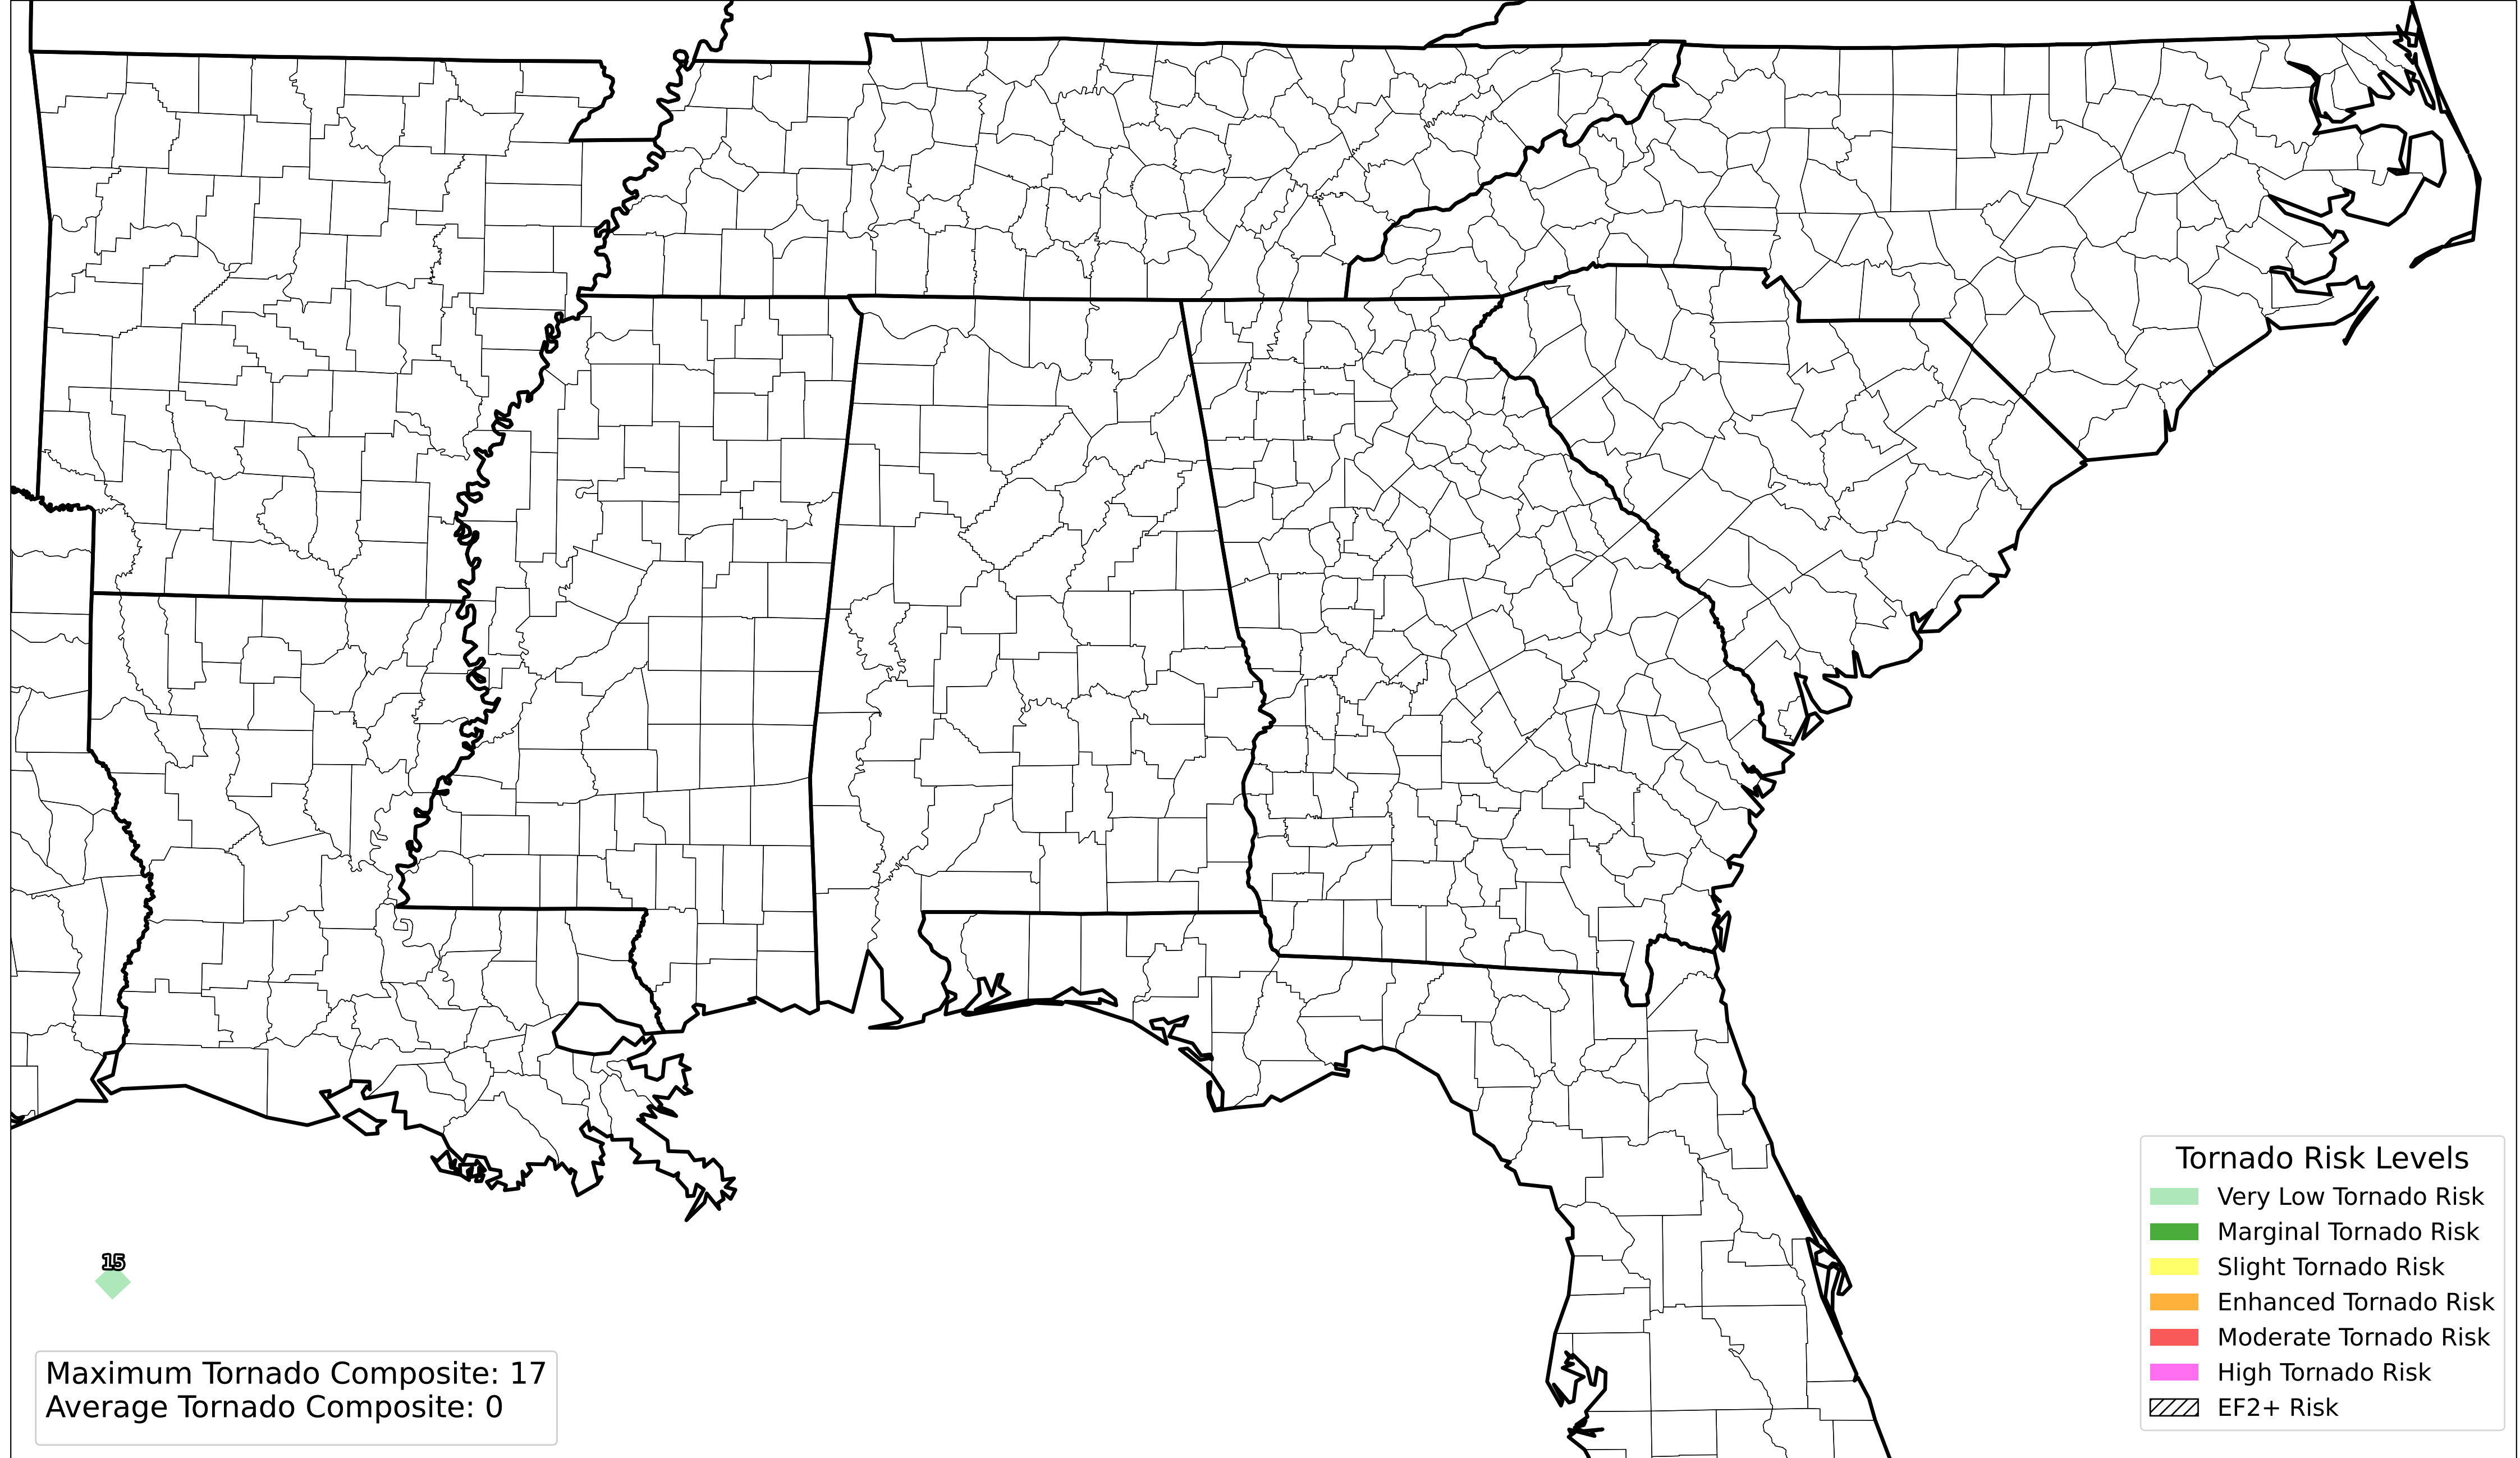 15
Maximum Tornado Composite: 17
Average Tornado Composite: 0
Tornado Risk Levels
Very Low Tornado Risk
Marginal Tornado Risk
Slight Tornado Risk
Enhanced Tornado Risk
Moderate Tornado Risk
High Tornado Risk
EF2+ Risk